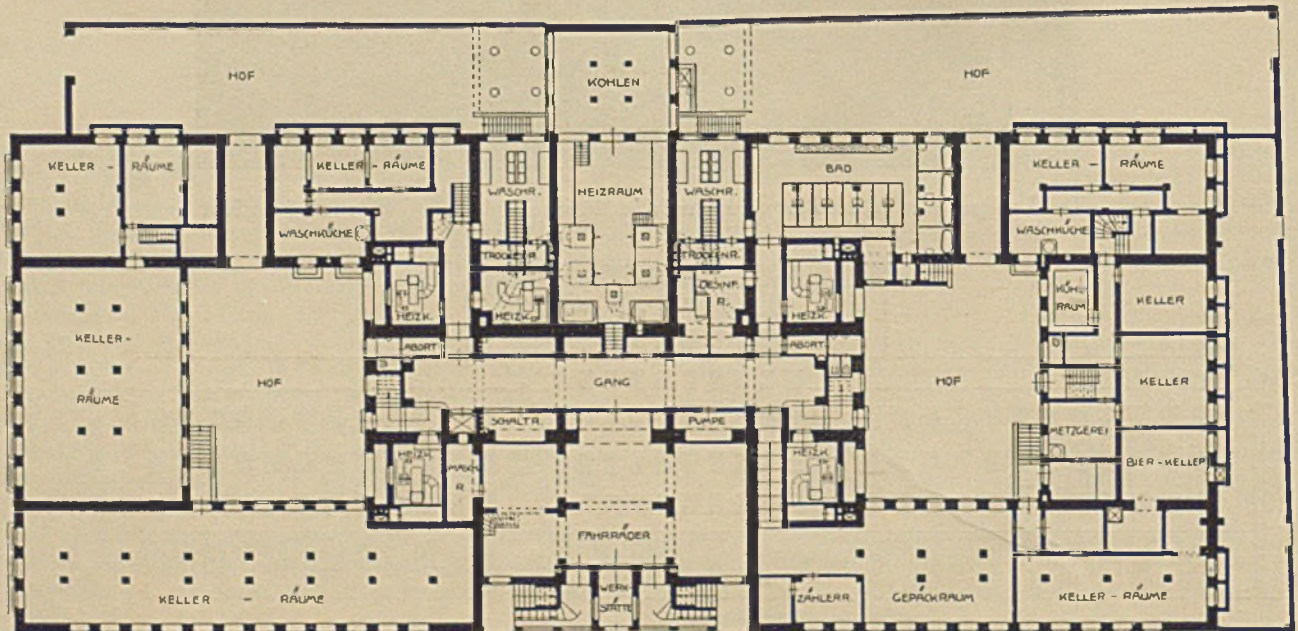 HOF
KOHLEN
HOF
KELLER - RÄUME
KELLER - RÄUME
WASCHR.
HEIZRAUM
WASCHR.
BAD
KELLER - RÄUME
WASCHKÜCHE
WASCHKÜCHE
TROCKENR.
TROCKENR.
HEIZK.
HEIZK.
DESINF.
R.
HEIZK.
KÜHL-
RAUM
KELLER
KELLER-
RÄUME
HOF
ABORT
ABORT
GANG
HOF
KELLER
SCHALTR.
PUMPE
METZGEREI
HEIZK.
MASCH.
R.
HEIZK.
BIER-KELLER
FAHRRÄDER
KELLER - RÄUME
WERK-
STÄTTE
ZÄHLERR.
GEPÄCKRAUM
KELLER-RÄUME